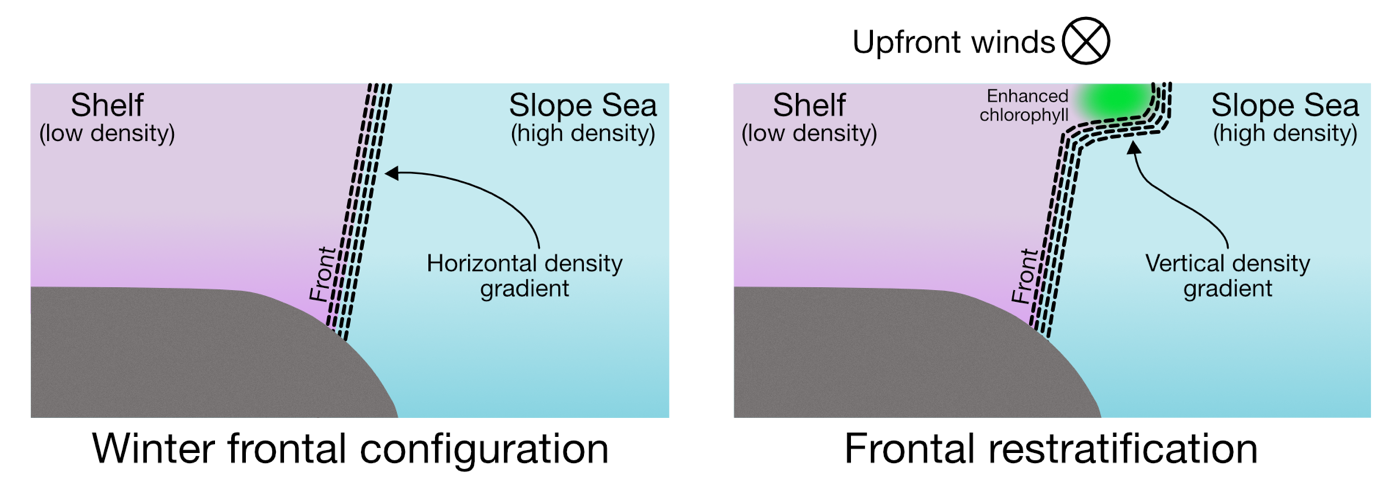 Shelf
(low density)
Slope Sea
(high density)
Front
Horizontal density
gradient
Winter frontal configuration
Upfront winds
Shelf
(low density)
Enhanced
chlorophyll
Slope Sea
(high density)
Front
Vertical density
gradient
Frontal restratification